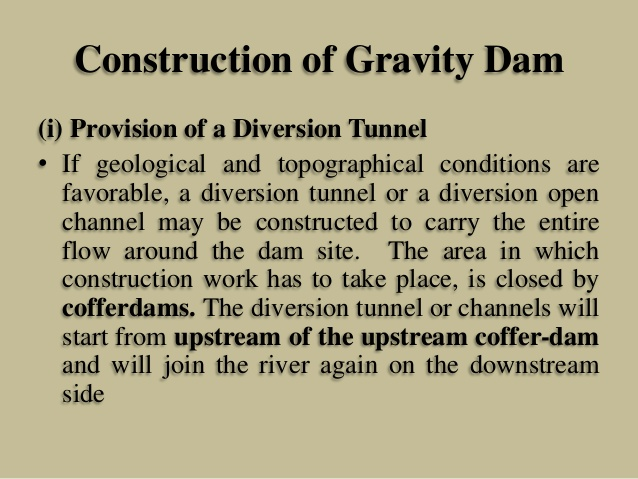 Construction of Gravity Dam
(i) Provision of a Diversion Tunnel
• If geological and topographical conditions are
favorable, a diversion tunnel or a diversion open
channel may be constructed to carry the entire
flow around the dam site. The area in which
construction work has to take place, is closed by
cofferdams. The diversion tunnel or channels will
start from upstream of the upstream coffer-dam
and will join the river again on the downstream
side